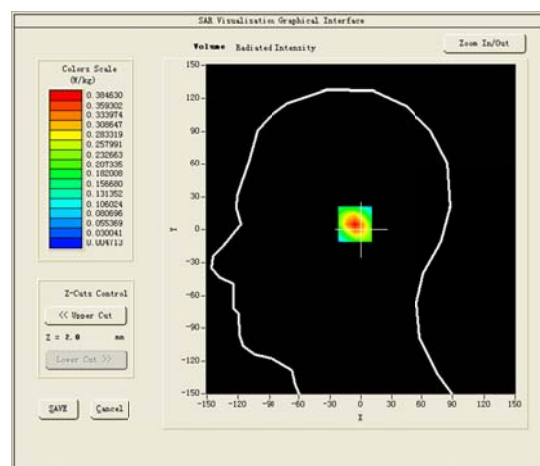 SAR Visualization Graphical Interface
Volume Radiated Intensity
Zoom In/Out
Colors Scale
(W/kg)
0.384630
0.359302
0.333974
0.308647
0.283319
0.257991
0.232663
0.207335
0.182008
0.156680
0.131352
0.106024
0.080696
0.055369
0.030041
0.004713
Z-Cuts Control
<< Upper Cut
Z = 2.0 mm
Lower Cut >>
SAVE Cancel
150
120
90
60
30
0
-30
-60
-90
-120
-150
Y
-150 -120 -90 -60 -30 0 30 60 90 120 150
X